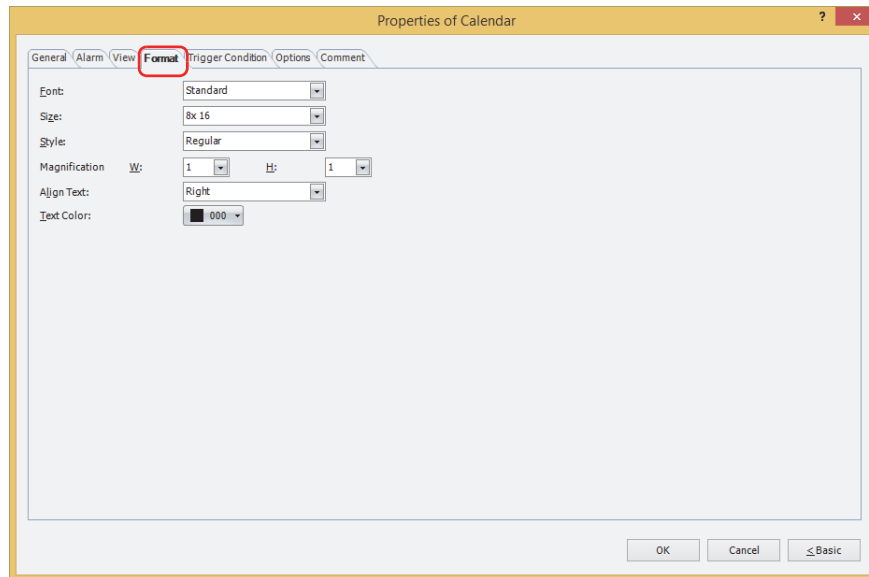 Properties of Calendar ? ×
General Alarm View Format Trigger Condition Options Comment
Font: Standard
Size: 8x 16
Style: Regular
Magnification W: 1 H: 1
Align Text: Right
Text Color: 000
OK Cancel < Basic